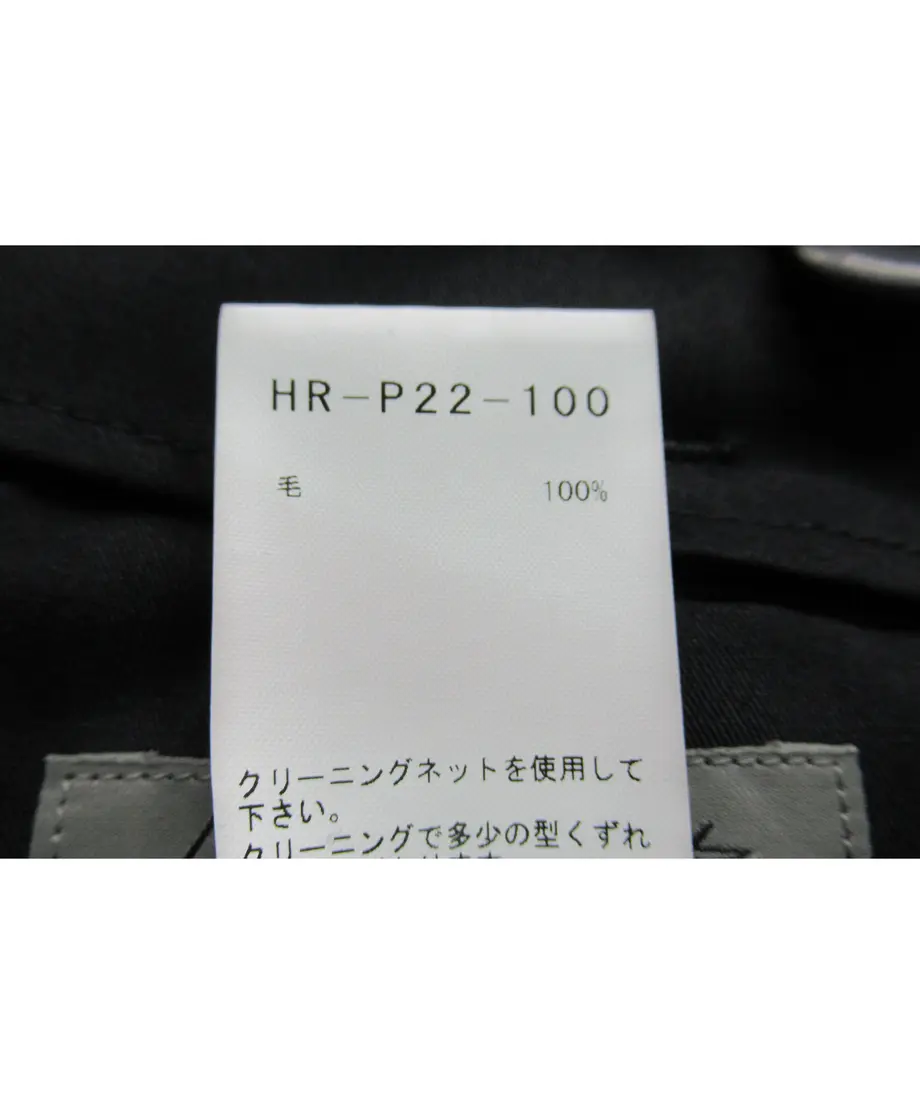 HR-P22-100
毛 100%
クリーニングネットを使用して
下さい。
クリーニングで多少の型くずれ